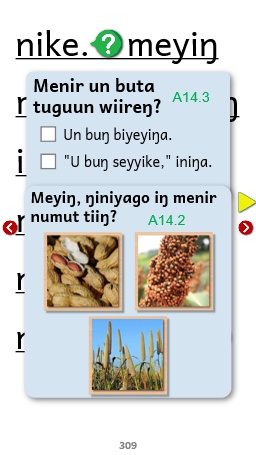 nike. ? meyiŋ
Menir un buta
tuguun wiireŋ? A14.3
Un buŋ biyeyiŋa.
"U buŋ seyyike," iniŋa.
Meyiŋ, ŋiniyago iŋ menir
numut tiiŋ?
A14.2
309